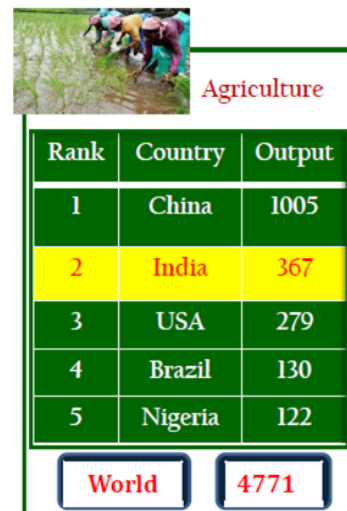 Agriculture
Rank Country Output
1 China 1005
2 India 367
3 USA 279
4 Brazil 130
5 Nigeria 122
World 4771